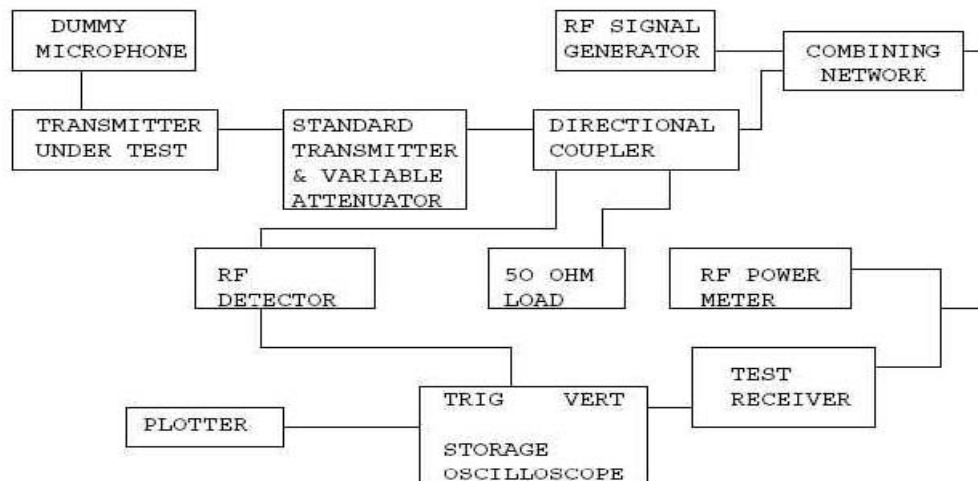 DUMMY
MICROPHONE
RF SIGNAL
GENERATOR
COMBINING
NETWORK
TRANSMITTER
UNDER TEST
STANDARD
TRANSMITTER
& VARIABLE
ATTENUATOR
DIRECTIONAL
COUPLER
RF
DETECTOR
50 OHM
LOAD
RF POWER
METER
TEST
RECEIVER
PLOTTER
TRIG VERT
STORAGE
OSCILLOSCOPE